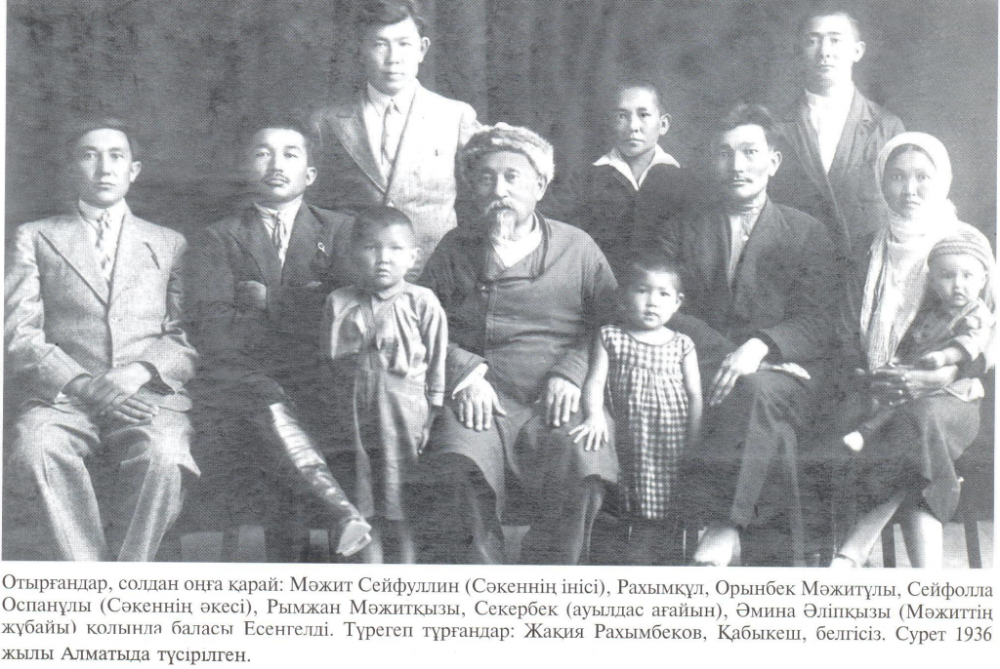 Отырғандар, солдан оңға қарай: Мәжит Сейфуллин (Сәкеннің інісі), Рахымқұл, Орынбек Мәжитұлы, Сейфолла
Оспанұлы (Сәкеннің әкесі), Рымжан Мәжитқызы, Секербек (ауылдас ағайын), Әмина Әліпқызы (Мәжиттің
жұбайы) қолында баласы Есенгелді. Түрегеп тұрғандар: Жақия Рахымбеков, Қабыкеш, белгісіз. Сурет 1936
жылы Алматыда түсірілген.